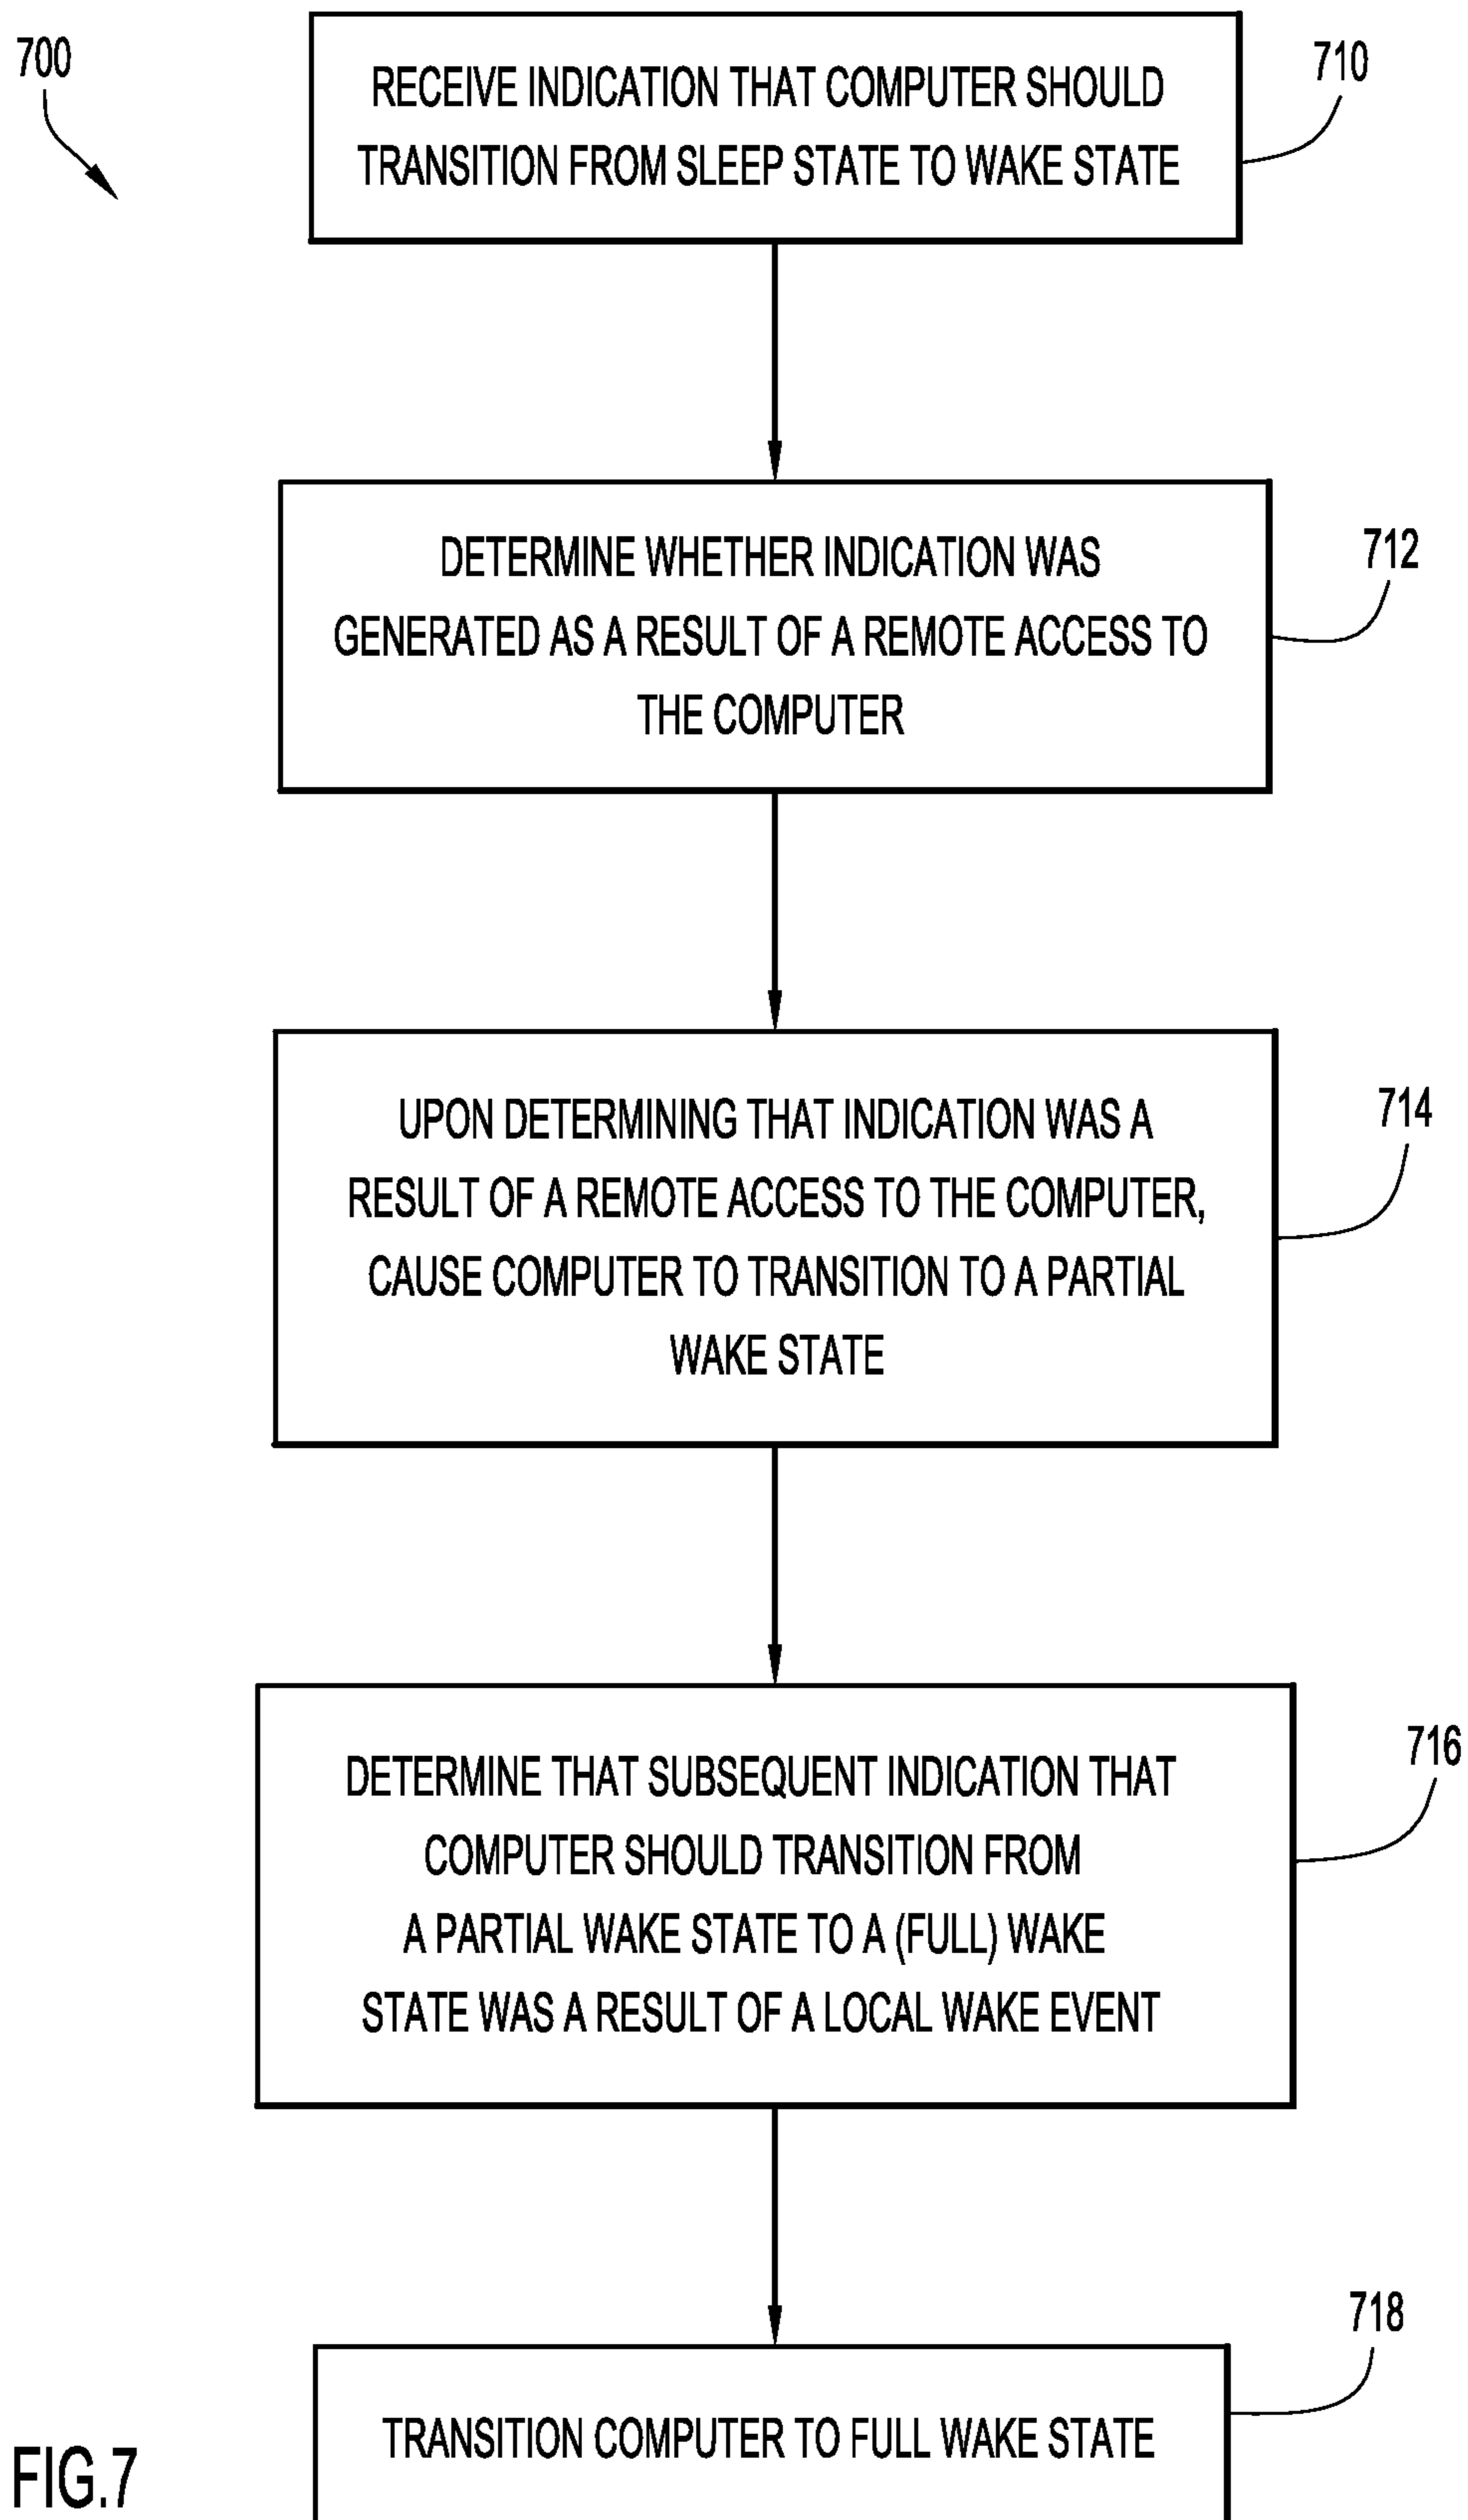 700
710
RECEIVE INDICATION THAT COMPUTER SHOULD
TRANSITION FROM SLEEP STATE TO WAKE STATE
712
DETERMINE WHETHER INDICATION WAS
GENERATED AS A RESULT OF A REMOTE ACCESS TO
THE COMPUTER
714
UPON DETERMINING THAT INDICATION WAS A
RESULT OF A REMOTE ACCESS TO THE COMPUTER,
CAUSE COMPUTER TO TRANSITION TO A PARTIAL
WAKE STATE
716
DETERMINE THAT SUBSEQUENT INDICATION THAT
COMPUTER SHOULD TRANSITION FROM
A PARTIAL WAKE STATE TO A (FULL) WAKE
STATE WAS A RESULT OF A LOCAL WAKE EVENT
718
TRANSITION COMPUTER TO FULL WAKE STATE
FIG.7